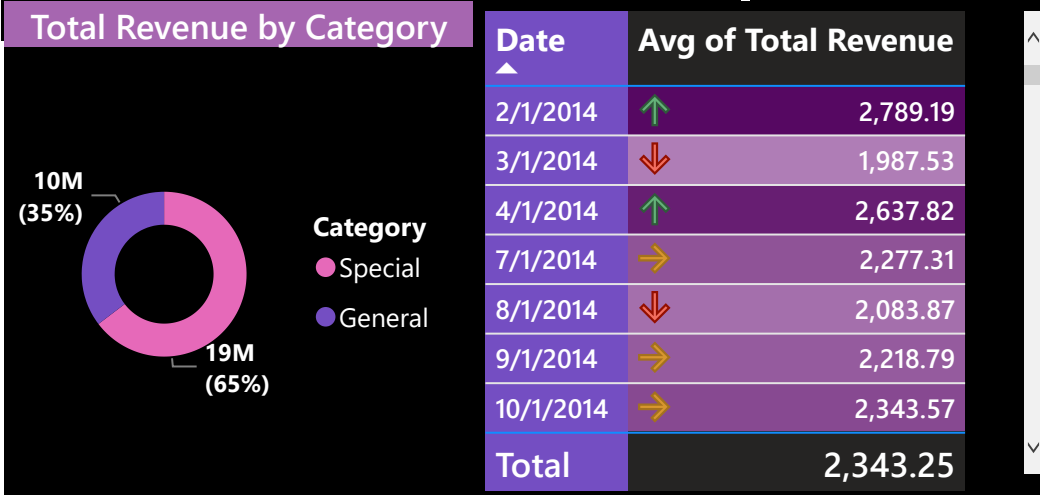 Total Revenue by Category
10M
(35%)
19M
(65%)
Category
Special
General
Date Avg of Total Revenue
2/1/2014 2,789.19
3/1/2014 1,987.53
4/1/2014 2,637.82
7/1/2014 2,277.31
8/1/2014 2,083.87
9/1/2014 2,218.79
10/1/2014 2,343.57
Total 2,343.25